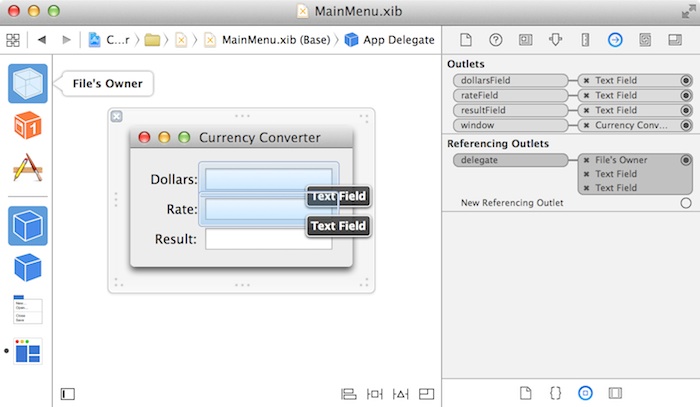 MainMenu.xib
C...r MainMenu.xib (Base) App Delegate
File's Owner
1
Currency Converter
Dollars:
Text Field
Rate:
Text Field
Result:
Outlets
dollarsField Text Field
rateField Text Field
resultField Text Field
window Currency Conv...
Referencing Outlets
delegate File's Owner
Text Field
Text Field
New Referencing Outlet